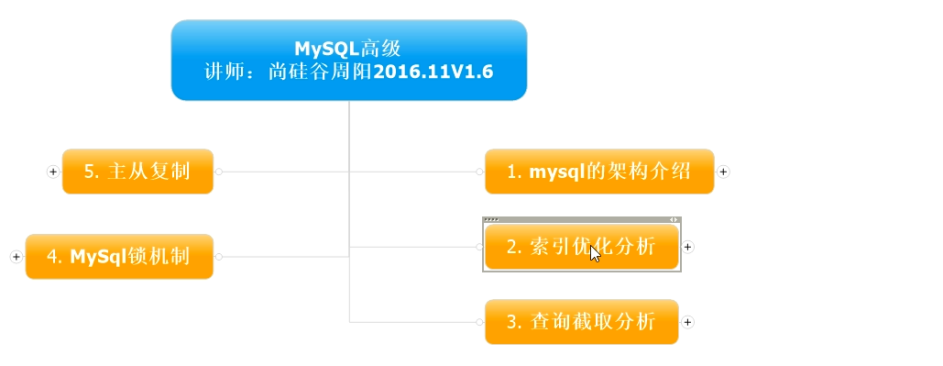 MySQL高级
讲师：尚硅谷周阳2016.11V1.6
1. mysql的架构介绍
2. 索引优化分析
3. 查询截取分析
4. MySql锁机制
5. 主从复制